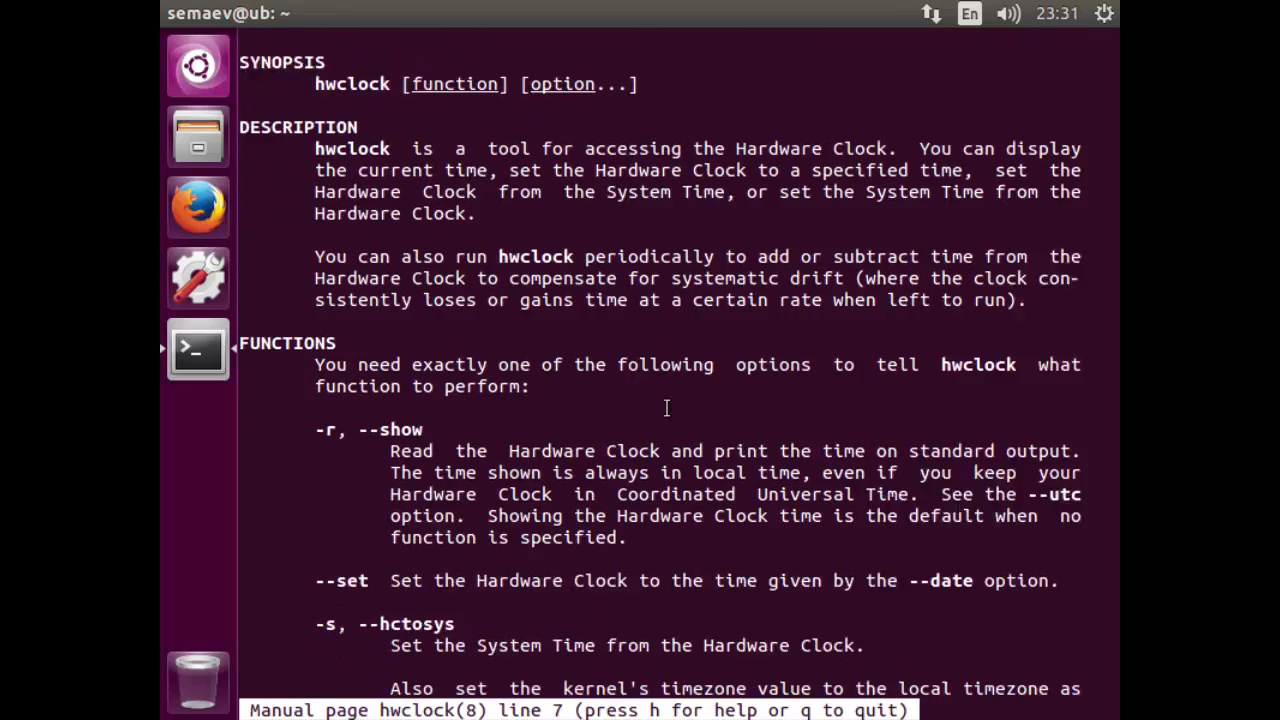 semaev@ub: ~
En
23:31
SYNOPSIS
hwclock [function] [option...]
DESCRIPTION
hwclock is a tool for accessing the Hardware Clock. You can display
the current time, set the Hardware Clock to a specified time, set the
Hardware Clock from the System Time, or set the System Time from the
Hardware Clock.
You can also run hwclock periodically to add or subtract time from the
Hardware Clock to compensate for systematic drift (where the clock con-
sistently loses or gains time at a certain rate when left to run).
FUNCTIONS
You need exactly one of the following options to tell hwclock what
function to perform:
-r, --show
Read the Hardware Clock and print the time on standard output.
The time shown is always in local time, even if you keep your
Hardware Clock in Coordinated Universal Time. See the --utc
option. Showing the Hardware Clock time is the default when no
function is specified.
--set Set the Hardware Clock to the time given by the --date option.
-s, --hctosys
Set the System Time from the Hardware Clock.
Also set the kernel's timezone value to the local timezone as
Manual page hwclock(8) line 7 (press h for help or q to quit)